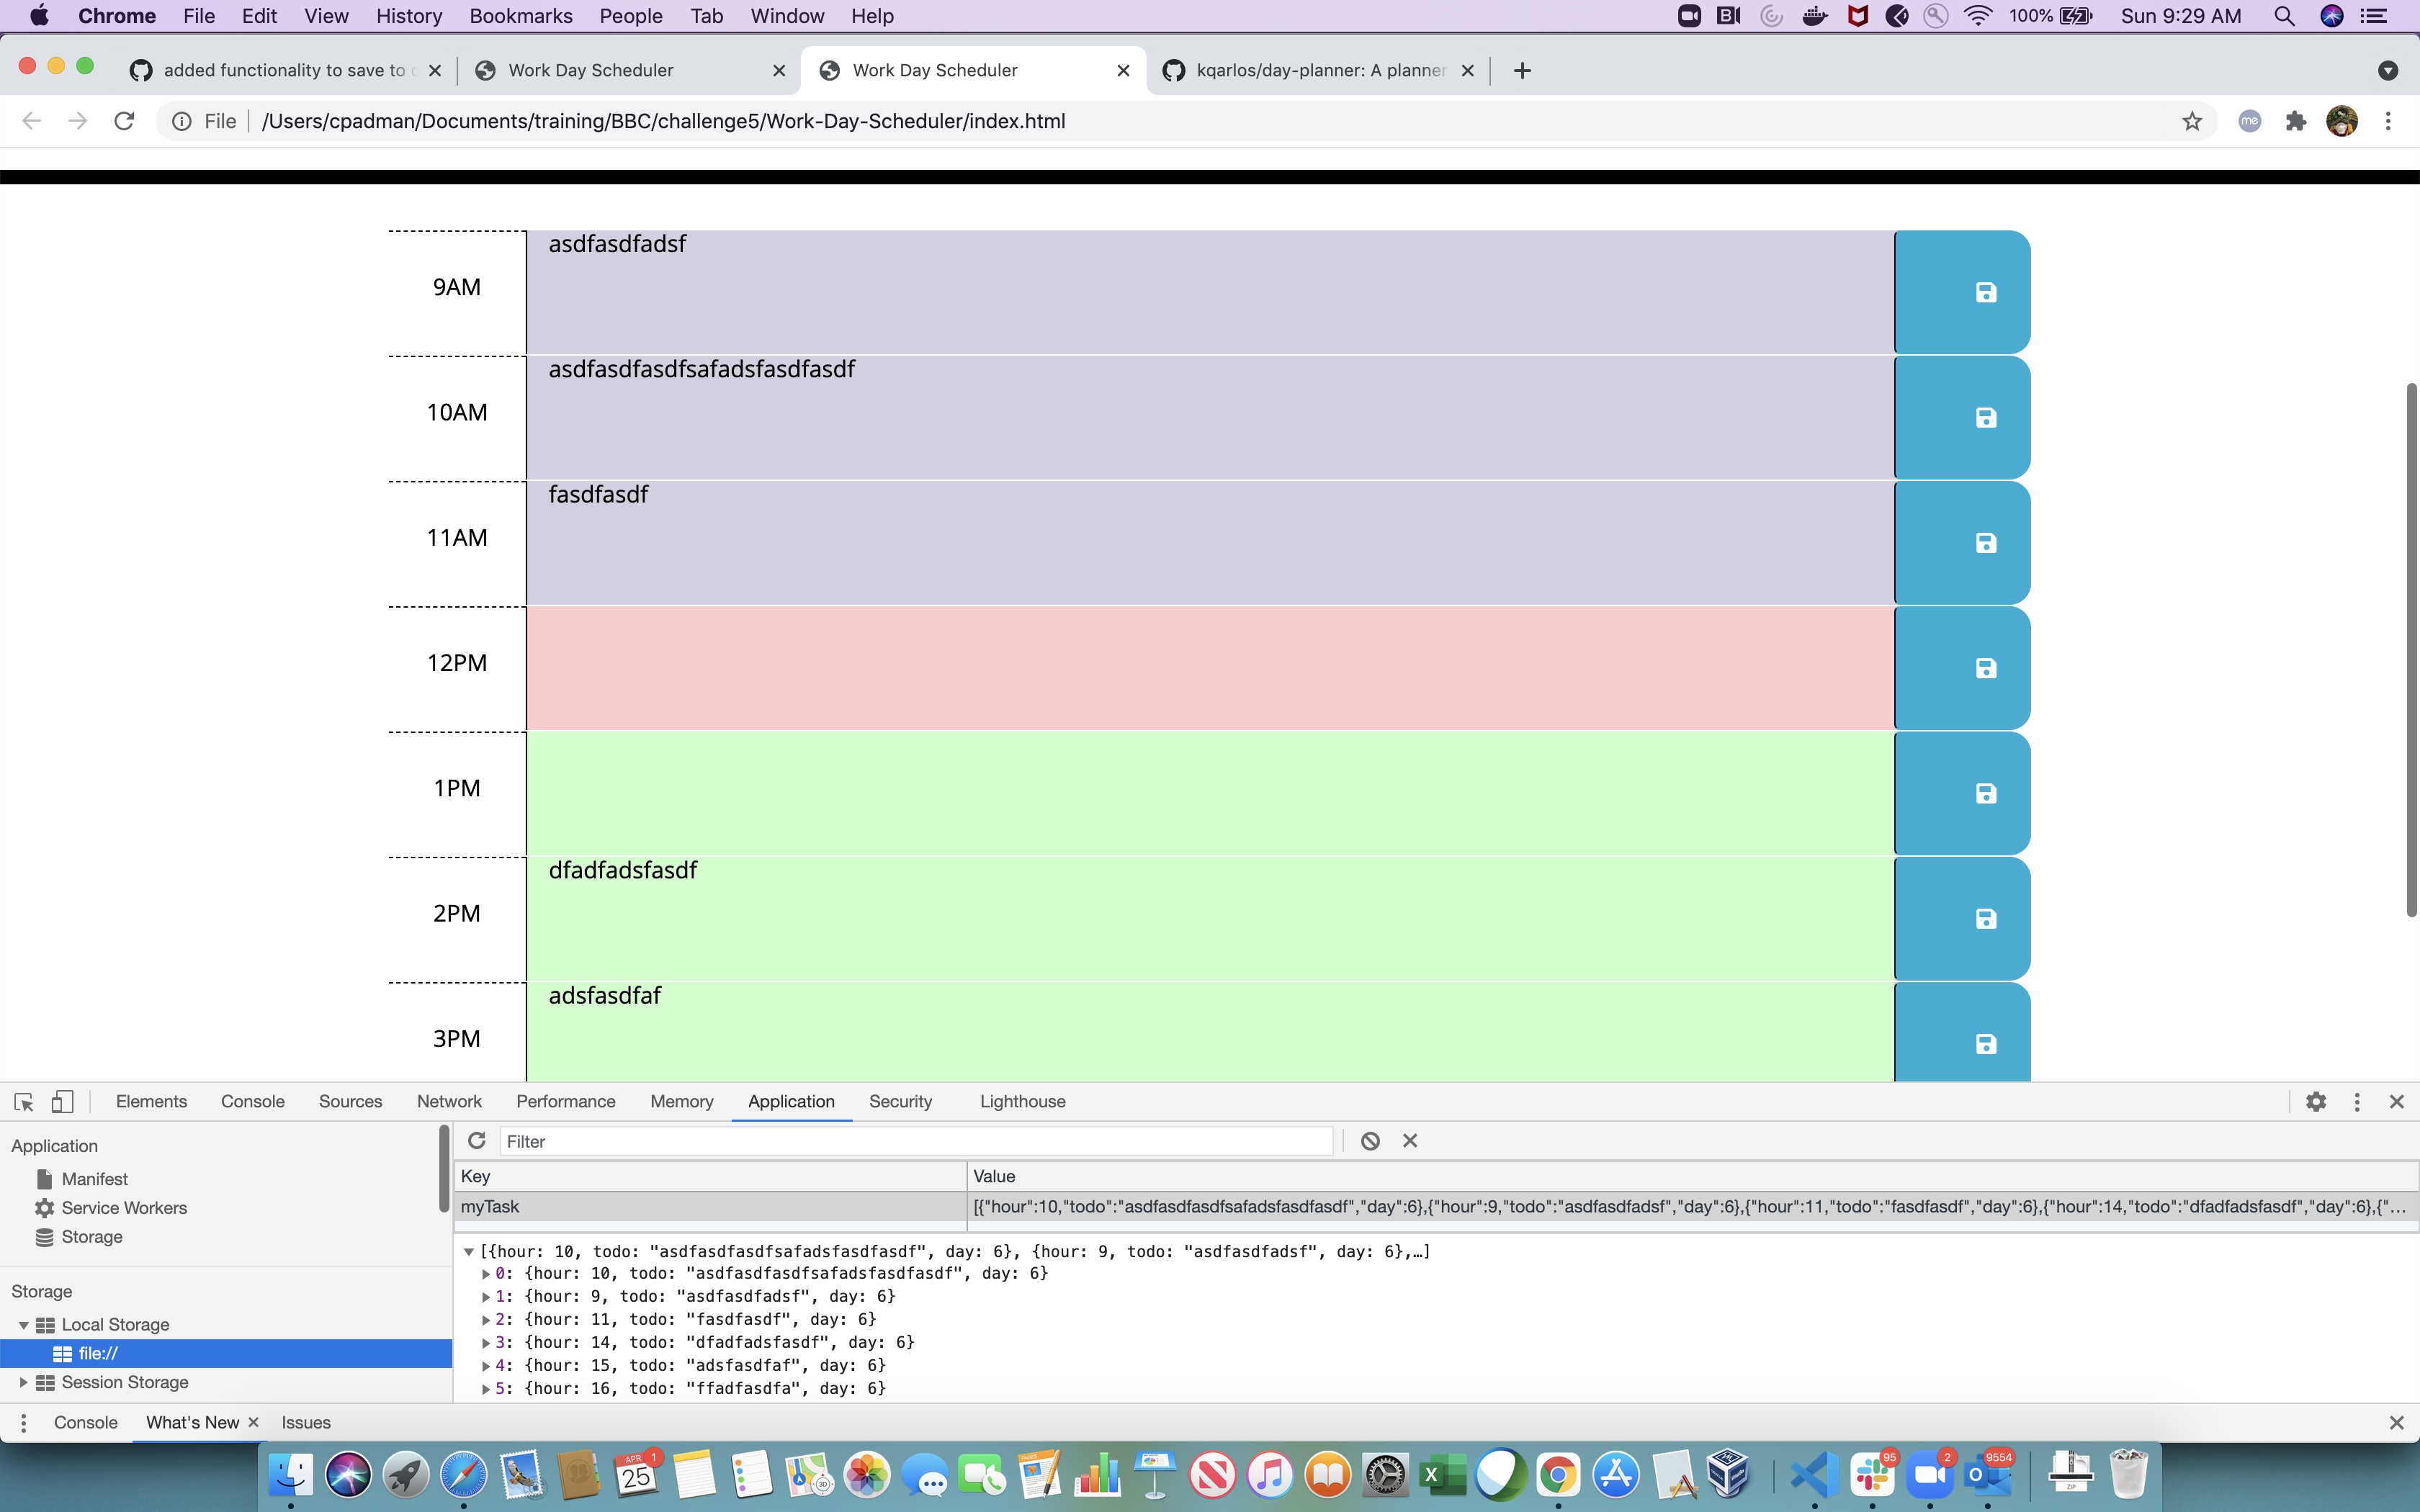 Chrome File Edit View History Bookmarks People Tab Window Help 100% Sun 9:29 AM
added functionality to save to
Work Day Scheduler
Work Day Scheduler
kqarlos/day-planner: A planner
File /Users/cpadman/Documents/training/BBC/challenge5/Work-Day-Scheduler/index.html
me
9AM
asdfasdfadsf
10AM
asdfasdfasdfsafadsfasdfasdf
11AM
fasdfasdf
12PM
1PM
2PM
dfadfadsfasdf
3PM
adsfasdfaf
Elements Console Sources Network Performance Memory Application Security Lighthouse
Application
Manifest
Service Workers
Storage
Storage
Local Storage
file://
Session Storage
Filter
Key Value
myTask [{"hour":10,"todo":"asdfasdfasdfsafadsfasdfasdf","day":6},{"hour":9,"todo":"asdfasdfadsf","day":6},{"hour":11,"todo":"fasdfasdf","day":6},{"hour":14,"todo":"dfadfadsfasdf","day":6},{"...
[{hour: 10, todo: "asdfasdfasdfsafadsfasdfasdf", day: 6}, {hour: 9, todo: "asdfasdfadsf", day: 6},…]
0: {hour: 10, todo: "asdfasdfasdfsafadsfasdfasdf", day: 6}
1: {hour: 9, todo: "asdfasdfadsf", day: 6}
2: {hour: 11, todo: "fasdfasdf", day: 6}
3: {hour: 14, todo: "dfadfadsfasdf", day: 6}
4: {hour: 15, todo: "adsfasdfaf", day: 6}
5: {hour: 16, todo: "ffadfasdfa", day: 6}
Console What's New Issues
APR 25 1
95
2
9554
ZIP